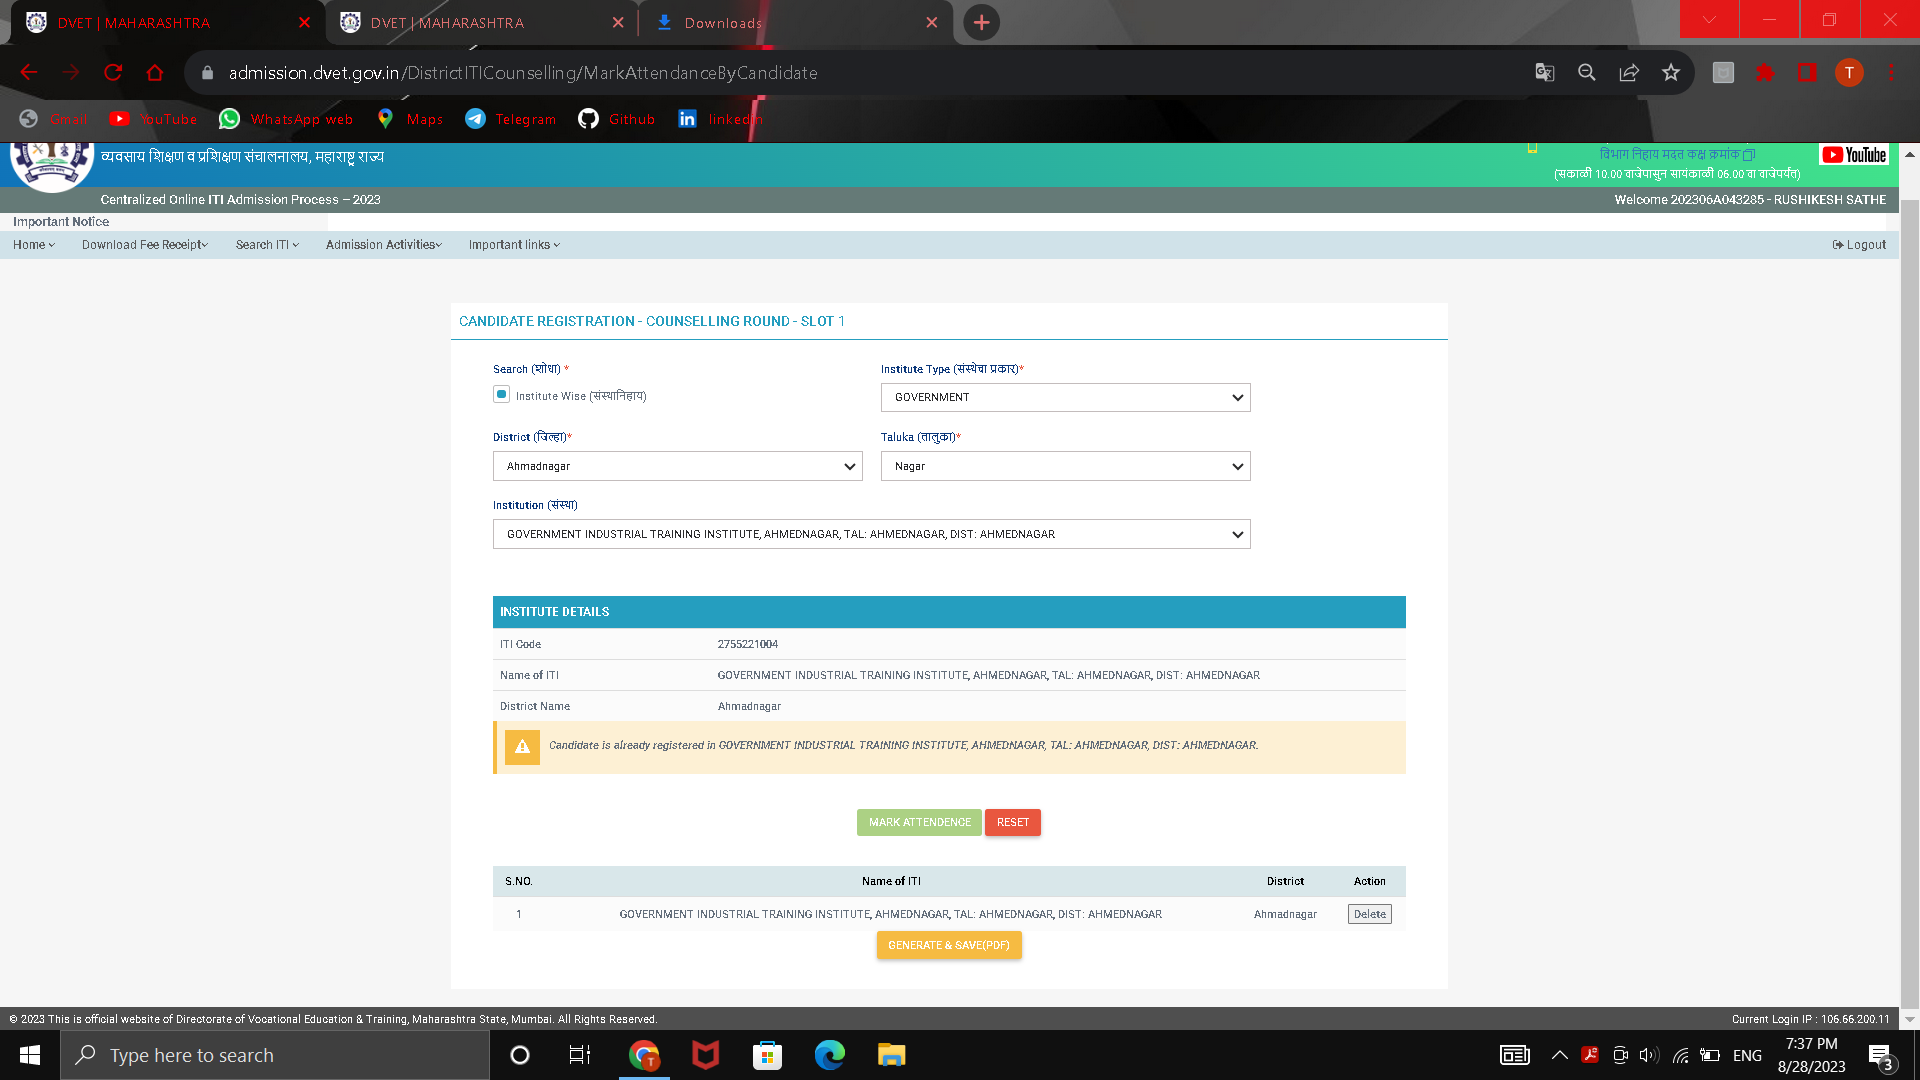 DVET | MAHARASHTRA
DVET | MAHARASHTRA
Downloads
admission.dvet.gov.in/DistrictITICounselling/MarkAttendanceByCandidate
T
Gmail
YouTube
WhatsApp web
Maps
Telegram
Github
linkedin
व्यवसाय शिक्षण व प्रशिक्षण संचालनालय, महाराष्ट्र राज्य
विभाग निहाय मदत कक्ष क्रमांक
YouTube
(सकाळी 10.00 वाजेपासुन सायंकाळी 06.00 वा वाजेपर्यंत)
Centralized Online ITI Admission Process – 2023
Welcome 202306A043285 - RUSHIKESH SATHE
Important Notice
Home
Download Fee Receipt
Search ITI
Admission Activities
Important links
Logout
CANDIDATE REGISTRATION - COUNSELLING ROUND - SLOT 1
Search (शोधा) *
Institute Type (संस्थेचा प्रकार)*
Institute Wise (संस्थानिहाय)
GOVERNMENT
District (जिल्हा)*
Taluka (तालुका)*
Ahmadnagar
Nagar
Institution (संस्था)
GOVERNMENT INDUSTRIAL TRAINING INSTITUTE, AHMEDNAGAR, TAL: AHMEDNAGAR, DIST: AHMEDNAGAR
INSTITUTE DETAILS
ITI Code 2755221004
Name of ITI GOVERNMENT INDUSTRIAL TRAINING INSTITUTE, AHMEDNAGAR, TAL: AHMEDNAGAR, DIST: AHMEDNAGAR
District Name Ahmadnagar
Candidate is already registered in GOVERNMENT INDUSTRIAL TRAINING INSTITUTE, AHMEDNAGAR, TAL: AHMEDNAGAR, DIST: AHMEDNAGAR.
MARK ATTENDENCE RESET
S.NO. Name of ITI District Action
1 GOVERNMENT INDUSTRIAL TRAINING INSTITUTE, AHMEDNAGAR, TAL: AHMEDNAGAR, DIST: AHMEDNAGAR Ahmadnagar Delete
GENERATE & SAVE(PDF)
© 2023 This is official website of Directorate of Vocational Education & Training, Maharashtra State, Mumbai. All Rights Reserved.
Current Login IP : 106.66.200.11
Type here to search
T
ENG
7:37 PM
8/28/2023
3